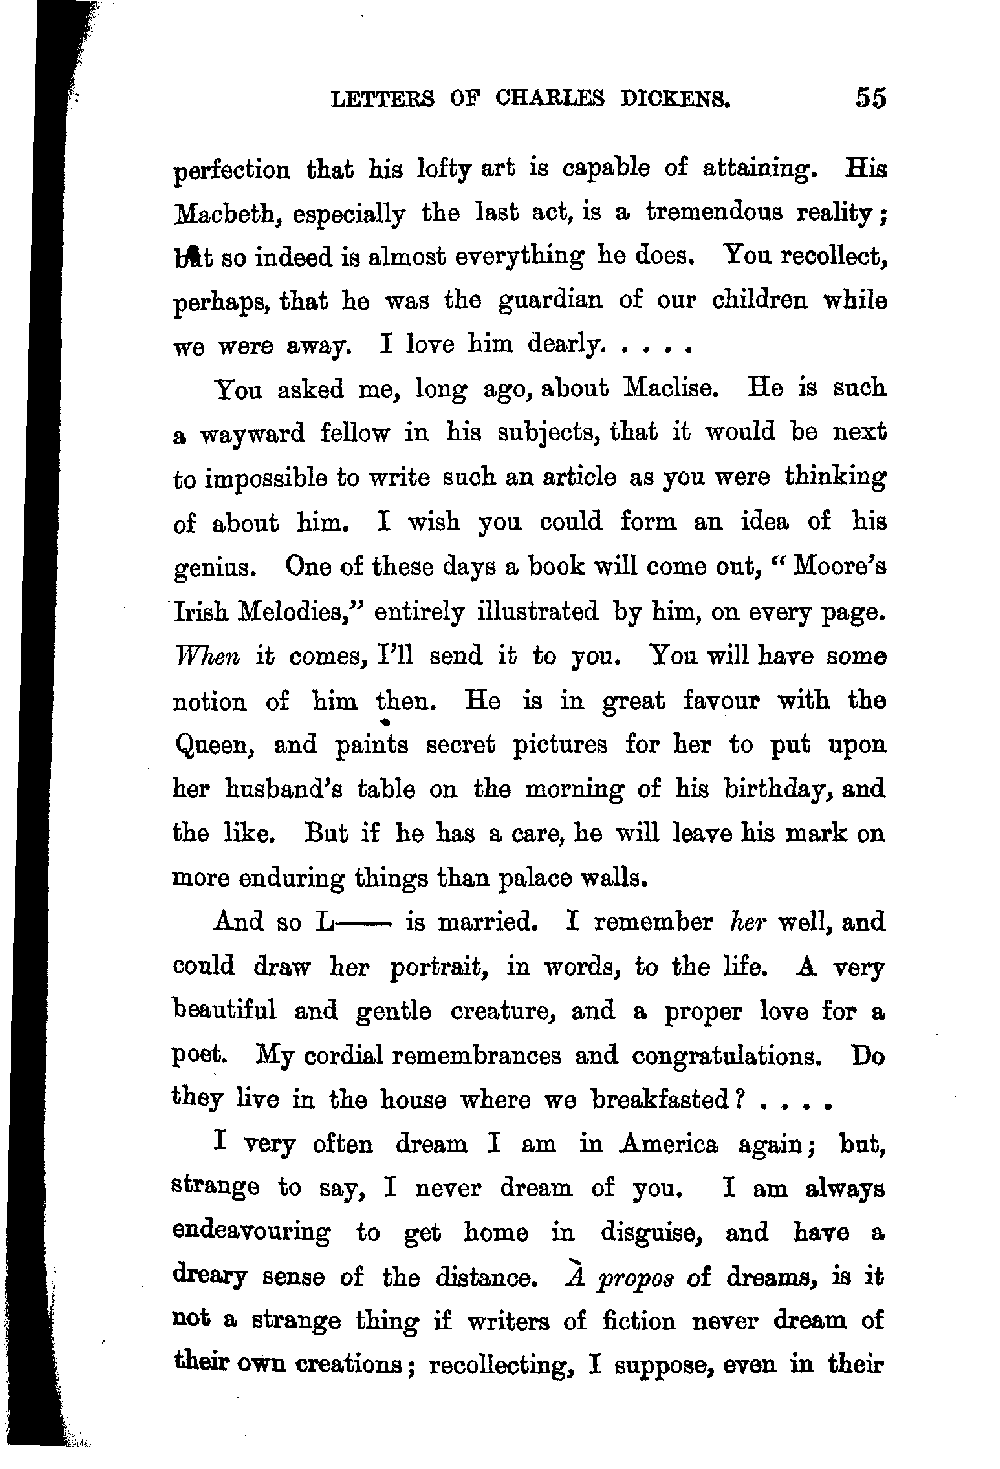 LETTERS OF CHARLES DICKENS. 55
perfection that his lofty art is capable of attaining. His
Macbeth, especially the last act, is a tremendous reality;
but so indeed is almost everything he does. You recollect,
perhaps, that he was the guardian of our children while
we were away. I love him dearly. . . . .
You asked me, long ago, about Maclise. He is such
a wayward fellow in his subjects, that it would be next
to impossible to write such an article as you were thinking
of about him. I wish you could form an idea of his
genius. One of these days a book will come out, “Moore’s
Irish Melodies,” entirely illustrated by him, on every page.
When it comes, I’ll send it to you. You will have some
notion of him then. He is in great favour with the
Queen, and paints secret pictures for her to put upon
her husband’s table on the morning of his birthday, and
the like. But if he has a care, he will leave his mark on
more enduring things than palace walls.
And so L—— is married. I remember her well, and
could draw her portrait, in words, to the life. A very
beautiful and gentle creature, and a proper love for a
poet. My cordial remembrances and congratulations. Do
they live in the house where we breakfasted? . . . .
I very often dream I am in America again; but,
strange to say, I never dream of you. I am always
endeavouring to get home in disguise, and have a
dreary sense of the distance. À propos of dreams, is it
not a strange thing if writers of fiction never dream of
their own creations; recollecting, I suppose, even in their